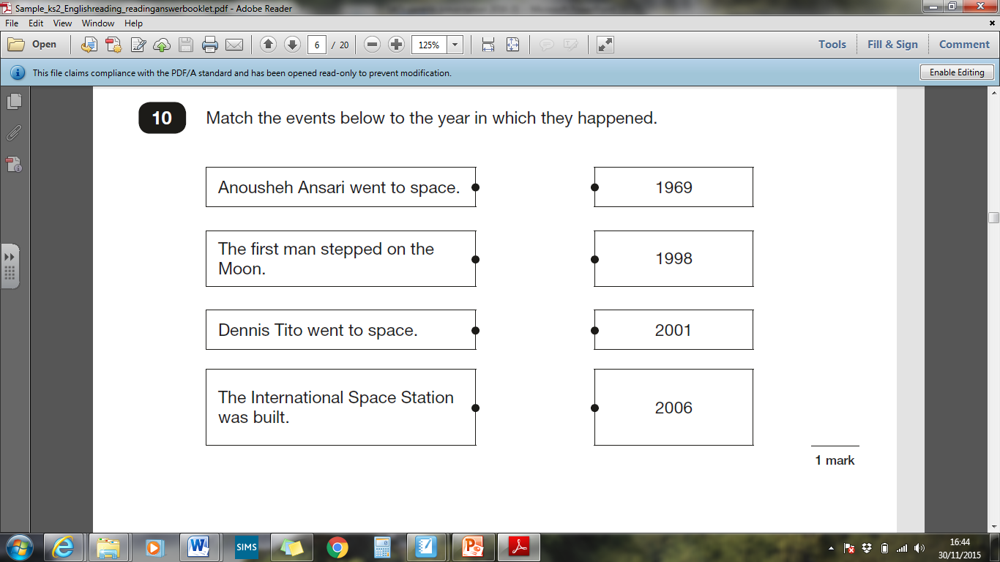 Sample_ks2_Englishreading_readinganswerbooklet.pdf - Adobe Reader
File Edit View Window Help
Open 6 / 20 125% Tools Fill & Sign Comment
This file claims compliance with the PDF/A standard and has been opened read-only to prevent modification. Enable Editing
10 Match the events below to the year in which they happened.
Anousheh Ansari went to space. 1969
The first man stepped on the
Moon.
1998
Dennis Tito went to space. 2001
The International Space Station
was built.
2006
1 mark
SIMS
16:44
30/11/2015